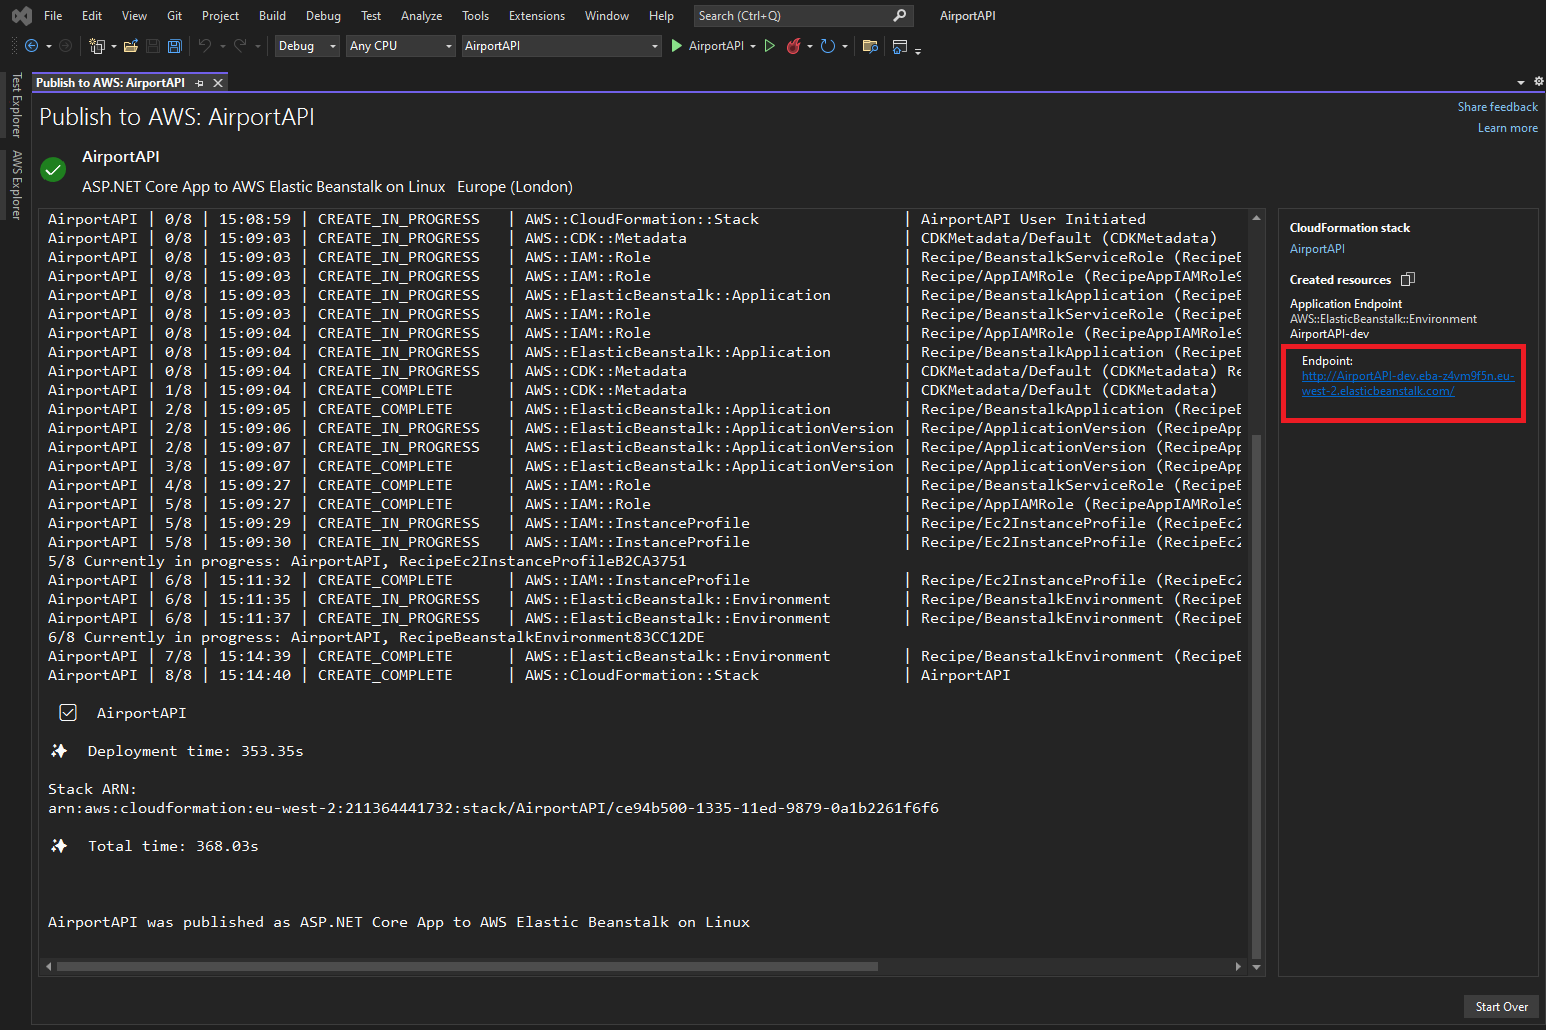 File Edit View Git Project Build Debug Test Analyze Tools Extensions Window Help Search (Ctrl+Q) AirportAPI
Debug Any CPU AirportAPI AirportAPI
Test Explorer
AWS Explorer
Publish to AWS: AirportAPI
Publish to AWS: AirportAPI
Share feedback
Learn more
AirportAPI
ASP.NET Core App to AWS Elastic Beanstalk on Linux Europe (London)
AirportAPI | 0/8 | 15:08:59 | CREATE_IN_PROGRESS | AWS::CloudFormation::Stack | AirportAPI User Initiated
AirportAPI | 0/8 | 15:09:03 | CREATE_IN_PROGRESS | AWS::CDK::Metadata | CDKMetadata/Default (CDKMetadata)
AirportAPI | 0/8 | 15:09:03 | CREATE_IN_PROGRESS | AWS::IAM::Role | Recipe/BeanstalkServiceRole (RecipeB
AirportAPI | 0/8 | 15:09:03 | CREATE_IN_PROGRESS | AWS::IAM::Role | Recipe/AppIAMRole (RecipeAppIAMRole9
AirportAPI | 0/8 | 15:09:03 | CREATE_IN_PROGRESS | AWS::ElasticBeanstalk::Application | Recipe/BeanstalkApplication (RecipeB
AirportAPI | 0/8 | 15:09:03 | CREATE_IN_PROGRESS | AWS::IAM::Role | Recipe/BeanstalkServiceRole (RecipeB
AirportAPI | 0/8 | 15:09:04 | CREATE_IN_PROGRESS | AWS::IAM::Role | Recipe/AppIAMRole (RecipeAppIAMRole9
AirportAPI | 0/8 | 15:09:04 | CREATE_IN_PROGRESS | AWS::ElasticBeanstalk::Application | Recipe/BeanstalkApplication (RecipeB
AirportAPI | 0/8 | 15:09:04 | CREATE_IN_PROGRESS | AWS::CDK::Metadata | CDKMetadata/Default (CDKMetadata) Re
AirportAPI | 1/8 | 15:09:04 | CREATE_COMPLETE | AWS::CDK::Metadata | CDKMetadata/Default (CDKMetadata)
AirportAPI | 2/8 | 15:09:05 | CREATE_COMPLETE | AWS::ElasticBeanstalk::Application | Recipe/BeanstalkApplication (RecipeB
AirportAPI | 2/8 | 15:09:06 | CREATE_IN_PROGRESS | AWS::ElasticBeanstalk::ApplicationVersion | Recipe/ApplicationVersion (RecipeApp
AirportAPI | 2/8 | 15:09:07 | CREATE_IN_PROGRESS | AWS::ElasticBeanstalk::ApplicationVersion | Recipe/ApplicationVersion (RecipeApp
AirportAPI | 3/8 | 15:09:07 | CREATE_COMPLETE | AWS::ElasticBeanstalk::ApplicationVersion | Recipe/ApplicationVersion (RecipeApp
AirportAPI | 4/8 | 15:09:27 | CREATE_COMPLETE | AWS::IAM::Role | Recipe/BeanstalkServiceRole (RecipeB
AirportAPI | 5/8 | 15:09:27 | CREATE_COMPLETE | AWS::IAM::Role | Recipe/AppIAMRole (RecipeAppIAMRole9
AirportAPI | 5/8 | 15:09:29 | CREATE_IN_PROGRESS | AWS::IAM::InstanceProfile | Recipe/Ec2InstanceProfile (RecipeEc2
AirportAPI | 5/8 | 15:09:30 | CREATE_IN_PROGRESS | AWS::IAM::InstanceProfile | Recipe/Ec2InstanceProfile (RecipeEc2
5/8 Currently in progress: AirportAPI, RecipeEc2InstanceProfileB2CA3751
AirportAPI | 6/8 | 15:11:32 | CREATE_COMPLETE | AWS::IAM::InstanceProfile | Recipe/Ec2InstanceProfile (RecipeEc2
AirportAPI | 6/8 | 15:11:35 | CREATE_IN_PROGRESS | AWS::ElasticBeanstalk::Environment | Recipe/BeanstalkEnvironment (RecipeB
AirportAPI | 6/8 | 15:11:37 | CREATE_IN_PROGRESS | AWS::ElasticBeanstalk::Environment | Recipe/BeanstalkEnvironment (RecipeB
6/8 Currently in progress: AirportAPI, RecipeBeanstalkEnvironment83CC12DE
AirportAPI | 7/8 | 15:14:39 | CREATE_COMPLETE | AWS::ElasticBeanstalk::Environment | Recipe/BeanstalkEnvironment (RecipeB
AirportAPI | 8/8 | 15:14:40 | CREATE_COMPLETE | AWS::CloudFormation::Stack | AirportAPI
AirportAPI
Deployment time: 353.35s
Stack ARN:
arn:aws:cloudformation:eu-west-2:211364441732:stack/AirportAPI/ce94b500-1335-11ed-9879-0a1b2261f6f6
Total time: 368.03s
AirportAPI was published as ASP.NET Core App to AWS Elastic Beanstalk on Linux
CloudFormation stack
AirportAPI
Created resources
Application Endpoint
AWS::ElasticBeanstalk::Environment
AirportAPI-dev
Endpoint:
http://AirportAPI-dev.eba-z4vm9f5n.eu-
west-2.elasticbeanstalk.com/
Start Over